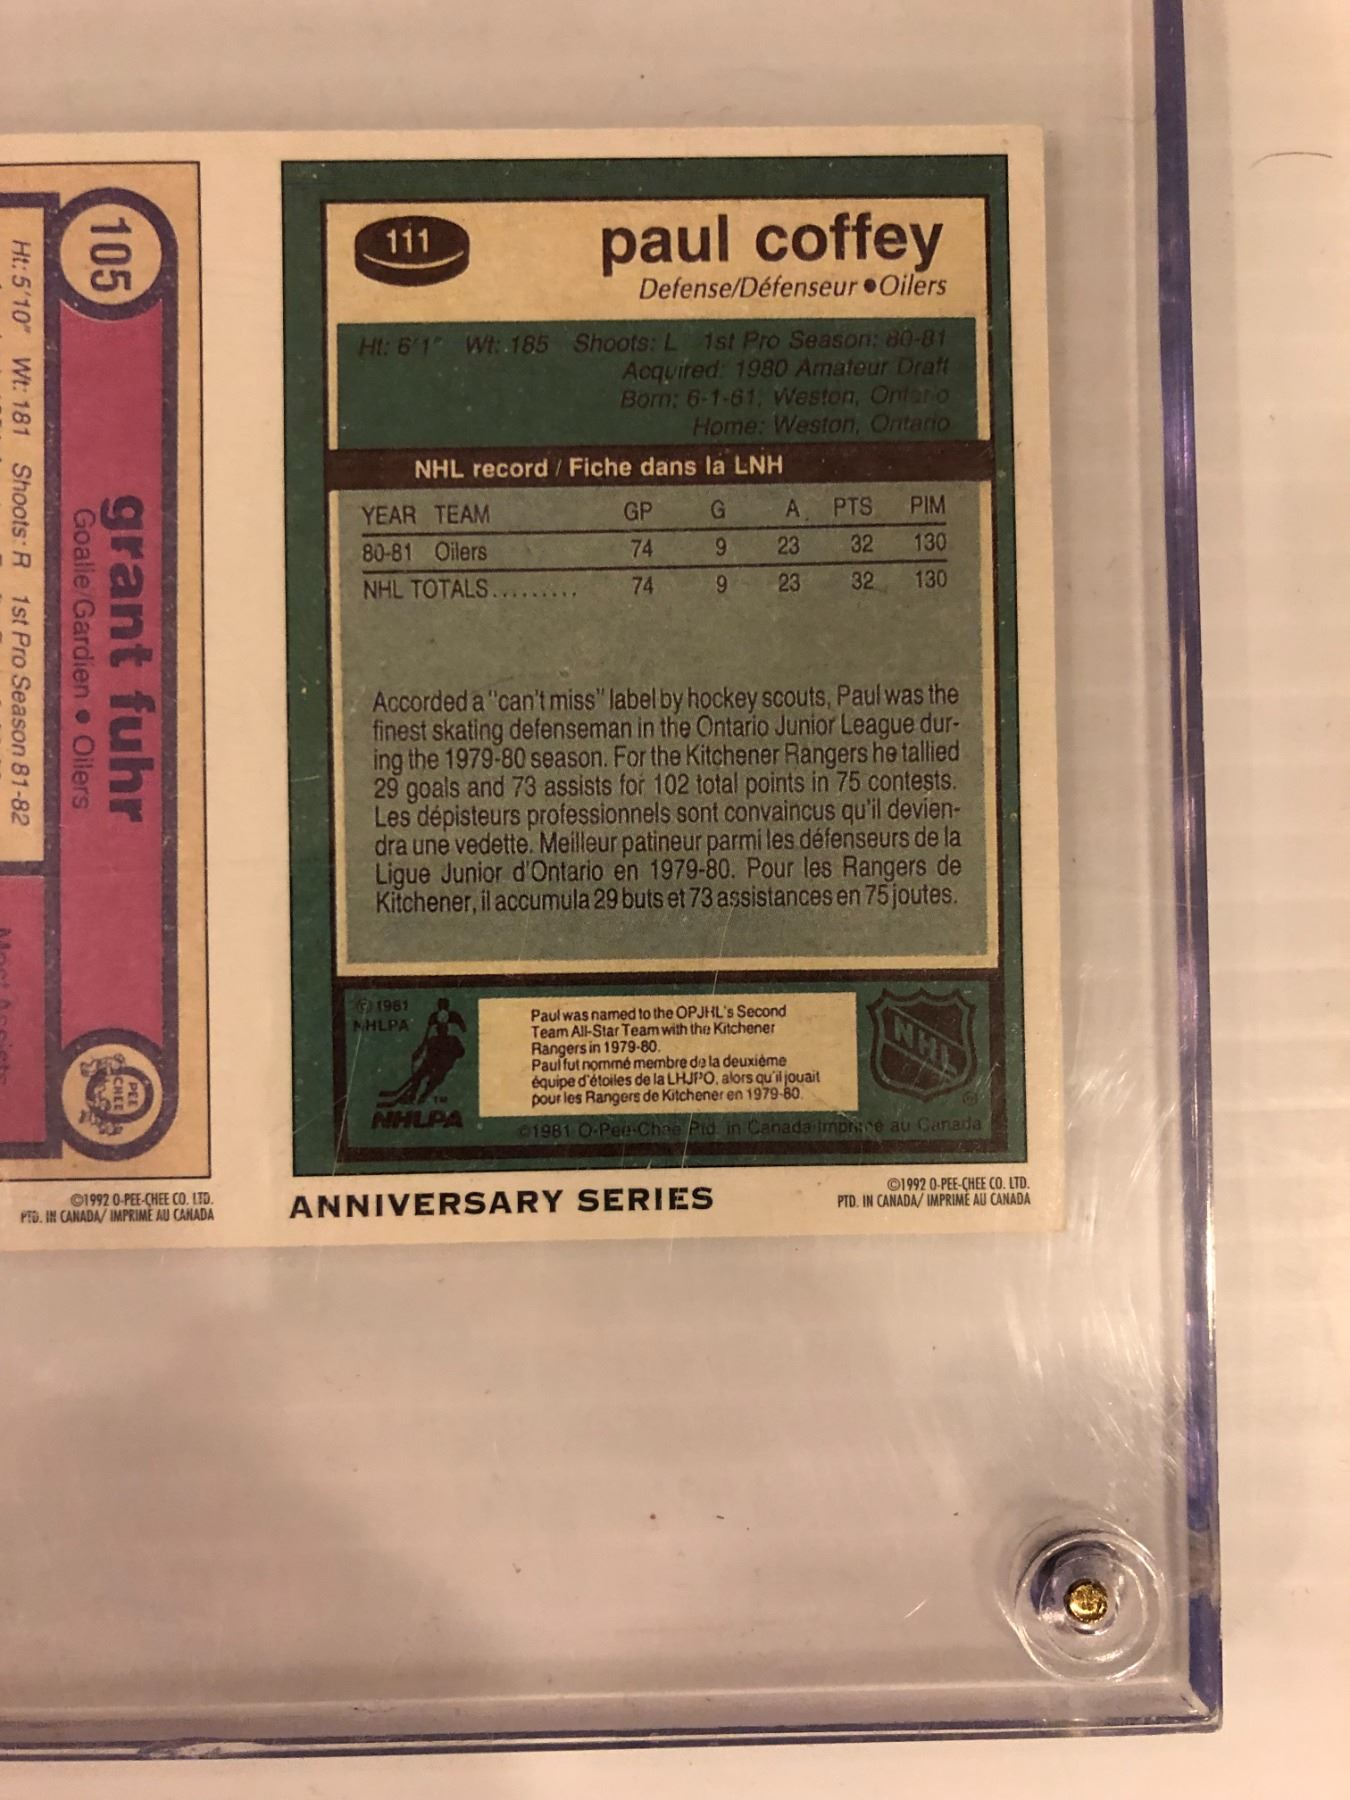 105
Ht: 5'10" Wt: 181 Shoots: R 1st Pro Season 81-82
grant fuhr
Goalie/Gardien • Oilers
O-PEE-CHEE
©1992 O-PEE-CHEE CO. LTD.
PTD. IN CANADA/ IMPRIMÉ AU CANADA
111
paul coffey
Defense/Défenseur • Oilers
Ht: 6'1" Wt: 185 Shoots: L 1st Pro Season: 80-81
Acquired: 1980 Amateur Draft
Born: 6-1-61, Weston, Ontario
Home: Weston, Ontario
NHL record / Fiche dans la LNH
YEAR TEAM GP G A PTS PIM
80-81 Oilers 74 9 23 32 130
NHL TOTALS......... 74 9 23 32 130
Accorded a "can't miss" label by hockey scouts, Paul was the
finest skating defenseman in the Ontario Junior League dur-
ing the 1979-80 season. For the Kitchener Rangers he tallied
29 goals and 73 assists for 102 total points in 75 contests.
Les dépisteurs professionnels sont convaincus qu'il devien-
dra une vedette. Meilleur patineur parmi les défenseurs de la
Ligue Junior d'Ontario en 1979-80. Pour les Rangers de
Kitchener, il accumula 29 buts et 73 assistances en 75 joutes.
©1981
NHLPA
NHLPA™
Paul was named to the OPJHL's Second
Team All-Star Team with the Kitchener
Rangers in 1979-80.
Paul fut nommé membre de la deuxième
équipe d'étoiles de la LHJPO, alors qu'il jouait
pour les Rangers de Kitchener en 1979-80.
NHL
®
©1981 O-Pee-Chee Ptd. in Canada/Imprimé au Canada
ANNIVERSARY SERIES
©1992 O-PEE-CHEE CO. LTD.
PTD. IN CANADA/ IMPRIMÉ AU CANADA